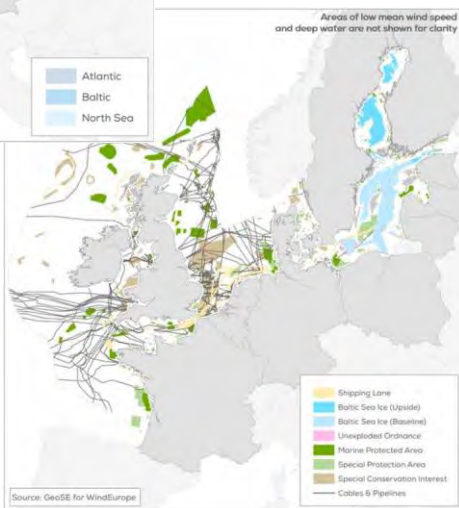 Areas of low mean wind speed
and deep water are not shown for clarity
Atlantic
Baltic
North Sea
Shipping Lane
Baltic Sea Ice (Upside)
Baltic Sea Ice (Baseline)
Unexploded Ordnance
Marine Protected Area
Special Protection Area
Special Conservation Interest
Cables & Pipelines
Source: GeoSE for WindEurope